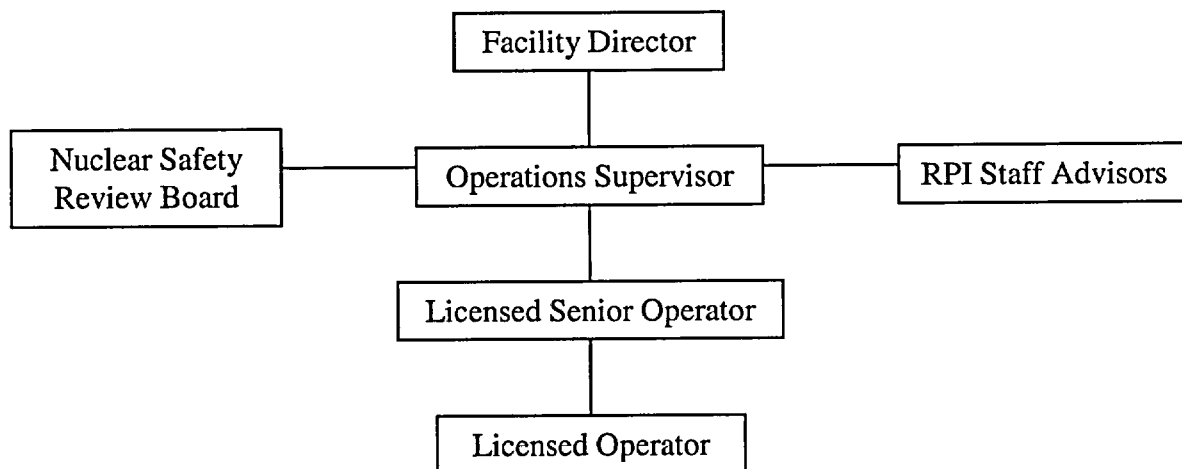 Facility Director
Nuclear Safety
Review Board
Operations Supervisor
RPI Staff Advisors
Licensed Senior Operator
Licensed Operator